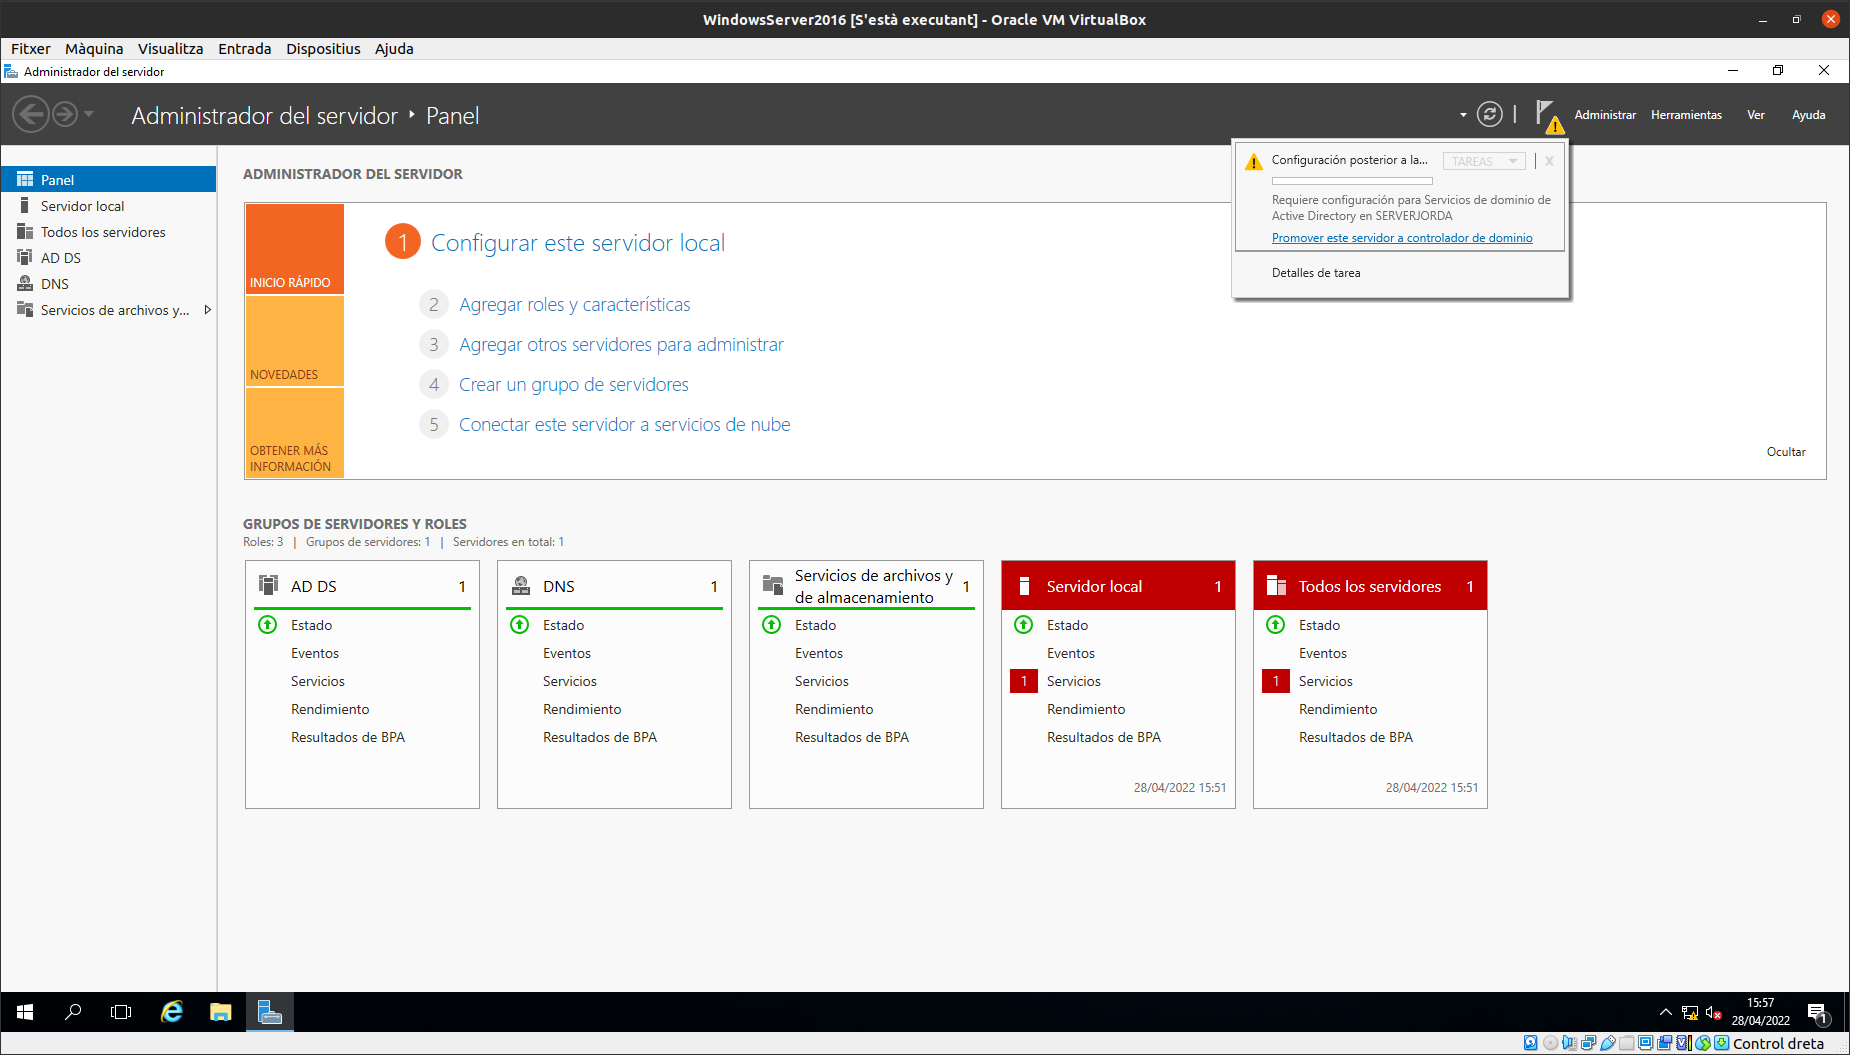 WindowsServer2016 [S'està executant] - Oracle VM VirtualBox
Fitxer Màquina Visualitza Entrada Dispositius Ajuda
Administrador del servidor
Administrador del servidor ‣ Panel
Administrar Herramientas Ver Ayuda
Panel
Servidor local
Todos los servidores
AD DS
DNS
Servicios de archivos y...
ADMINISTRADOR DEL SERVIDOR
INICIO RÁPIDO
NOVEDADES
OBTENER MÁS
INFORMACIÓN
1 Configurar este servidor local
2 Agregar roles y características
3 Agregar otros servidores para administrar
4 Crear un grupo de servidores
5 Conectar este servidor a servicios de nube
Ocultar
Configuración posterior a la... TAREAS X
Requiere configuración para Servicios de dominio de
Active Directory en SERVERJORDA
Promover este servidor a controlador de dominio
Detalles de tarea
GRUPOS DE SERVIDORES Y ROLES
Roles: 3 | Grupos de servidores: 1 | Servidores en total: 1
AD DS 1
Estado
Eventos
Servicios
Rendimiento
Resultados de BPA
DNS 1
Estado
Eventos
Servicios
Rendimiento
Resultados de BPA
Servicios de archivos y
de almacenamiento 1
Estado
Eventos
Servicios
Rendimiento
Resultados de BPA
Servidor local 1
Estado
Eventos
1 Servicios
Rendimiento
Resultados de BPA
28/04/2022 15:51
Todos los servidores 1
Estado
Eventos
1 Servicios
Rendimiento
Resultados de BPA
28/04/2022 15:51
15:57
28/04/2022
1
Control dreta